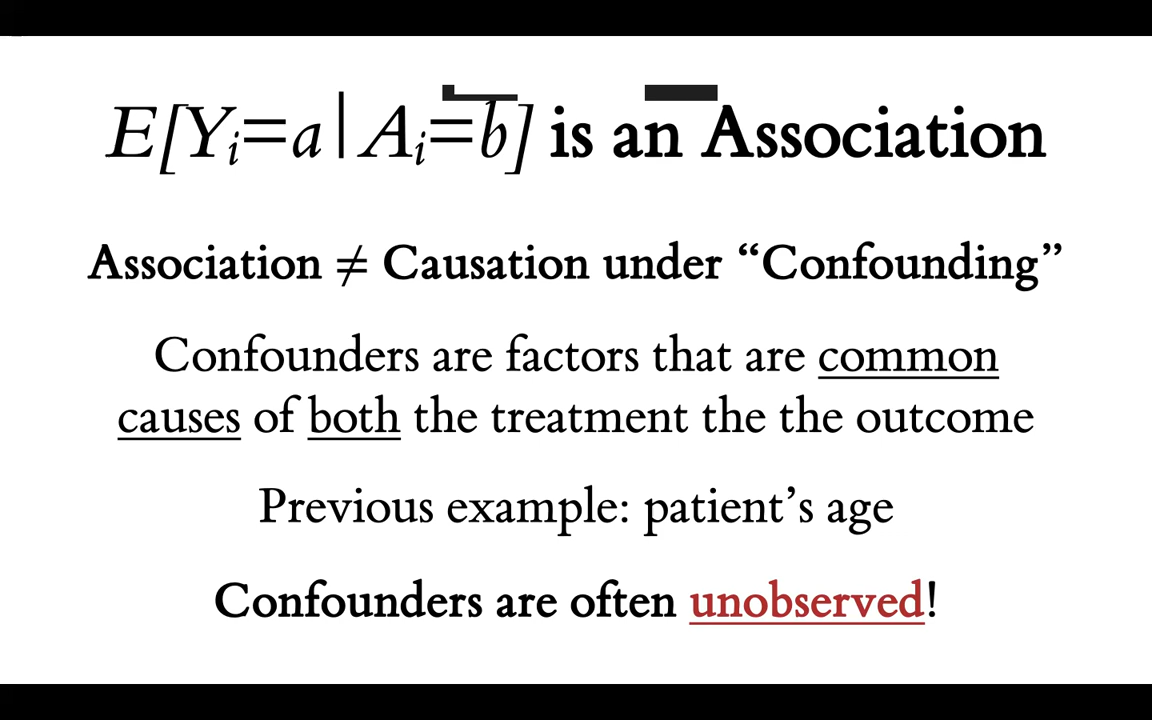 E[Yᵢ=a|Aᵢ=b] is an Association
Association ≠ Causation under “Confounding”
Confounders are factors that are common
causes of both the treatment the the outcome
Previous example: patient’s age
Confounders are often unobserved!